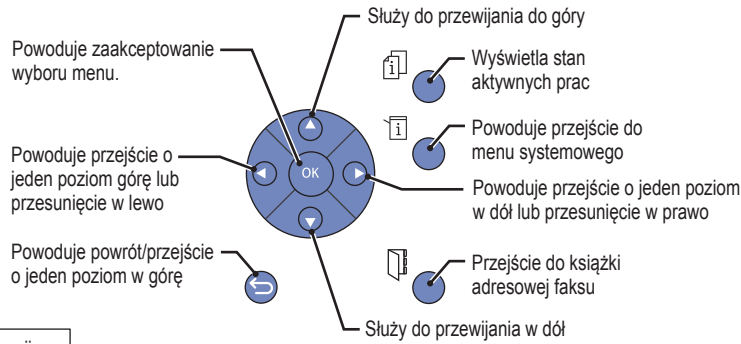 Służy do przewijania do góry
Powoduje zaakceptowanie
wyboru menu.
Wyświetla stan
aktywnych prac
Powoduje przejście do
menu systemowego
Powoduje przejście o
jeden poziom górę lub
przesunięcie w lewo
OK
Powoduje przejście o jeden poziom
w dół lub przesunięcie w prawo
Powoduje powrót/przejście
o jeden poziom w górę
Przejście do książki
adresowej faksu
Służy do przewijania w dół